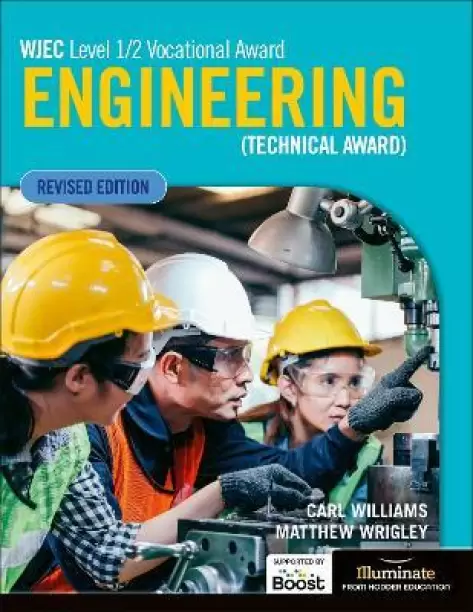 WJEC Level 1/2 Vocational Award
ENGINEERING
(TECHNICAL AWARD)
REVISED EDITION
CARL WILLIAMS
MATTHEW WRIGLEY
SUPPORTED BY
Boost
Illuminate
FROM HODDER EDUCATION